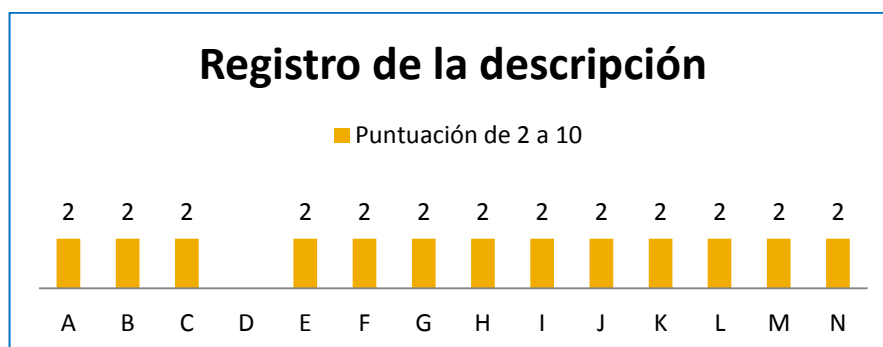 Registro de la descripción
Puntuación de 2 a 10
2 2 2 2 2 2 2 2 2 2 2 2 2
A B C D E F G H I J K L M N